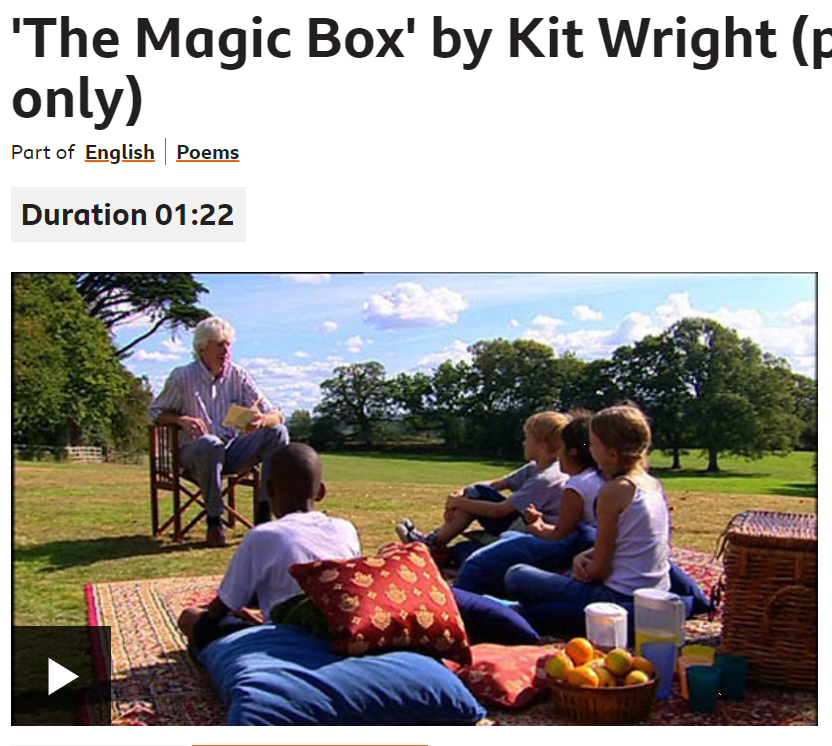 'The Magic Box' by Kit Wright (p
only)
Part of English Poems
Duration 01:22